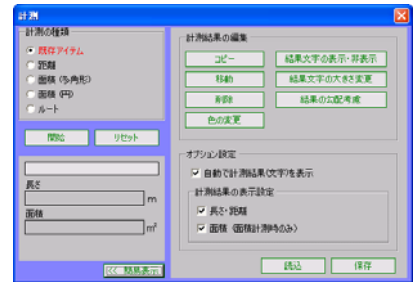 計測
計測の種類
既存アイテム
距離
面積 (多角形)
面積 (円)
ルート
開始
リセット
長さ
m
面積
m²
<<< 簡易表示
計測結果の編集
コピー
結果文字の表示・非表示
移動
結果文字の大きさ変更
削除
結果の勾配考慮
色の変更
オプション設定
自動で計測結果(文字)を表示
計測結果の表示設定
長さ・距離
面積 (面積計測時のみ)
読込
保存